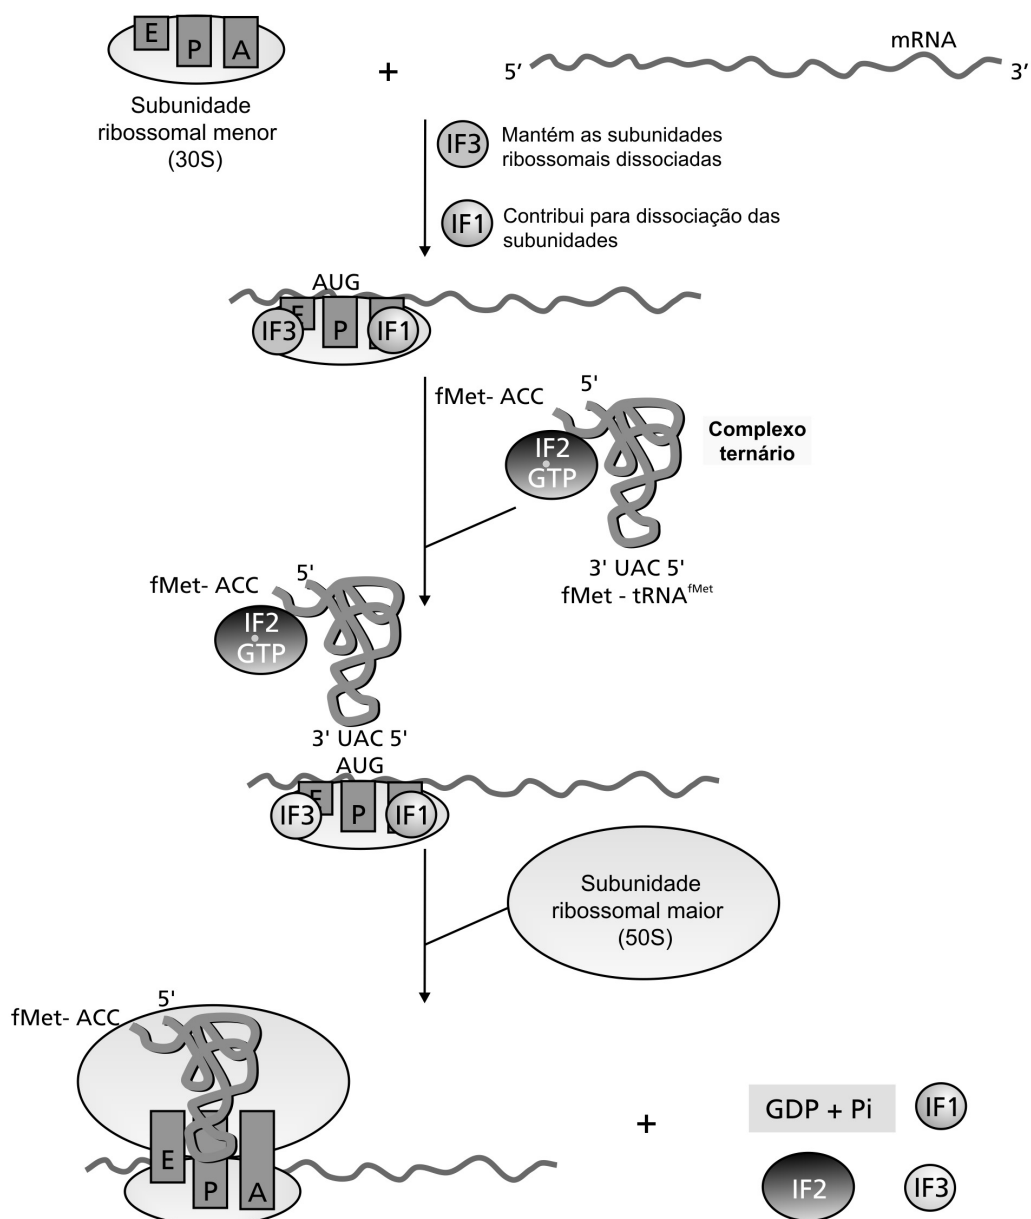 E
P
A
Subunidade
ribossomal menor
(30S)
+
5’
mRNA
3’
IF3
Mantém as subunidades
ribossomais dissociadas
IF1
Contribui para dissociação das
subunidades
AUG
IF3
E
P
IF1
fMet- ACC
5'
IF2
GTP
Complexo
ternário
3' UAC 5'
fMet - tRNAfMet
fMet- ACC
5'
IF2
GTP
3' UAC 5'
AUG
IF3
E
P
IF1
Subunidade
ribossomal maior
(50S)
fMet- ACC
5'
E
P
A
+
GDP + Pi
IF1
IF2
IF3